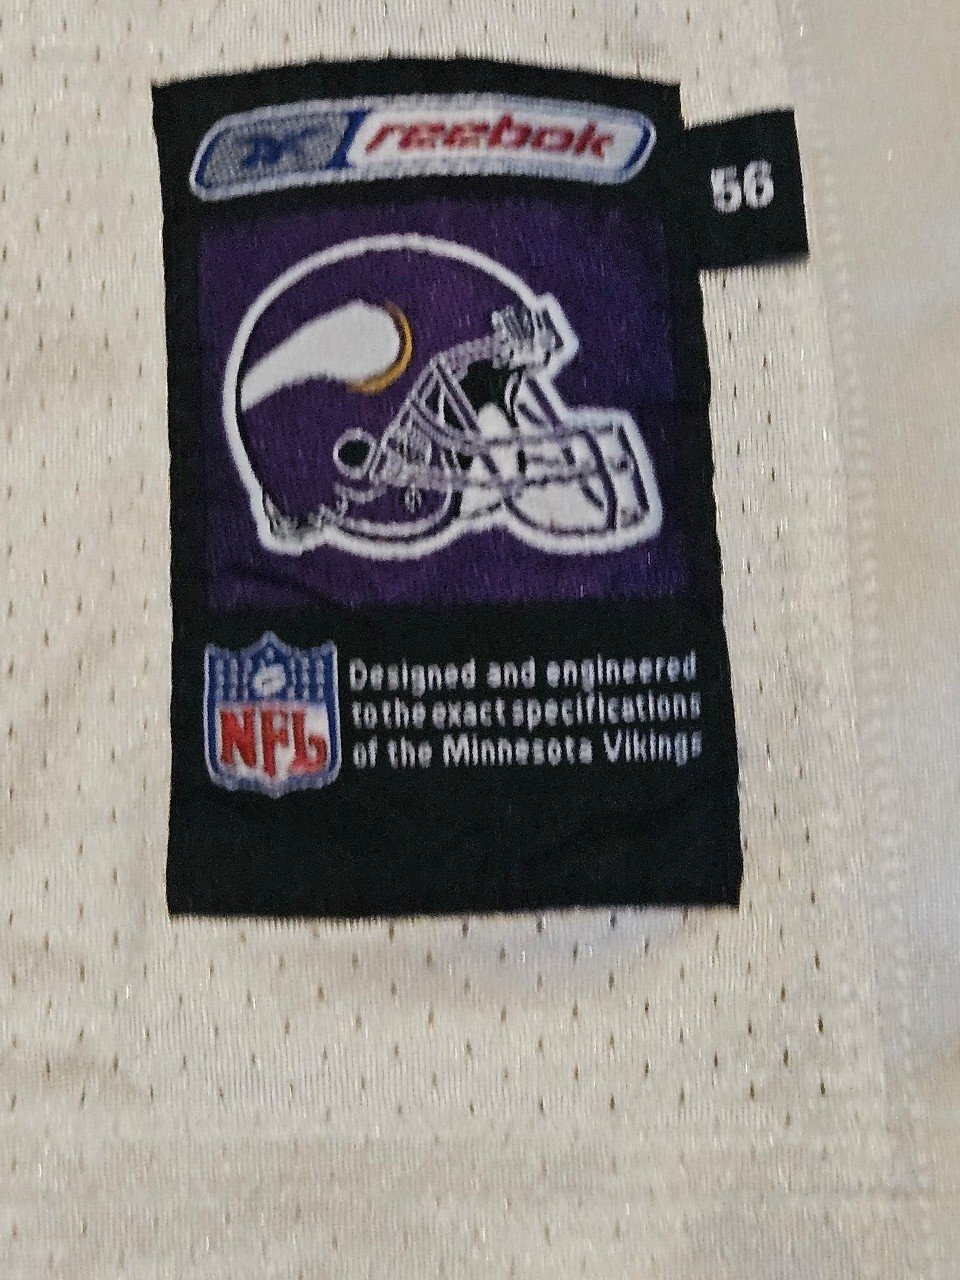 reebok
56
NFL
Designed and engineered
to the exact specifications
of the Minnesota Vikings